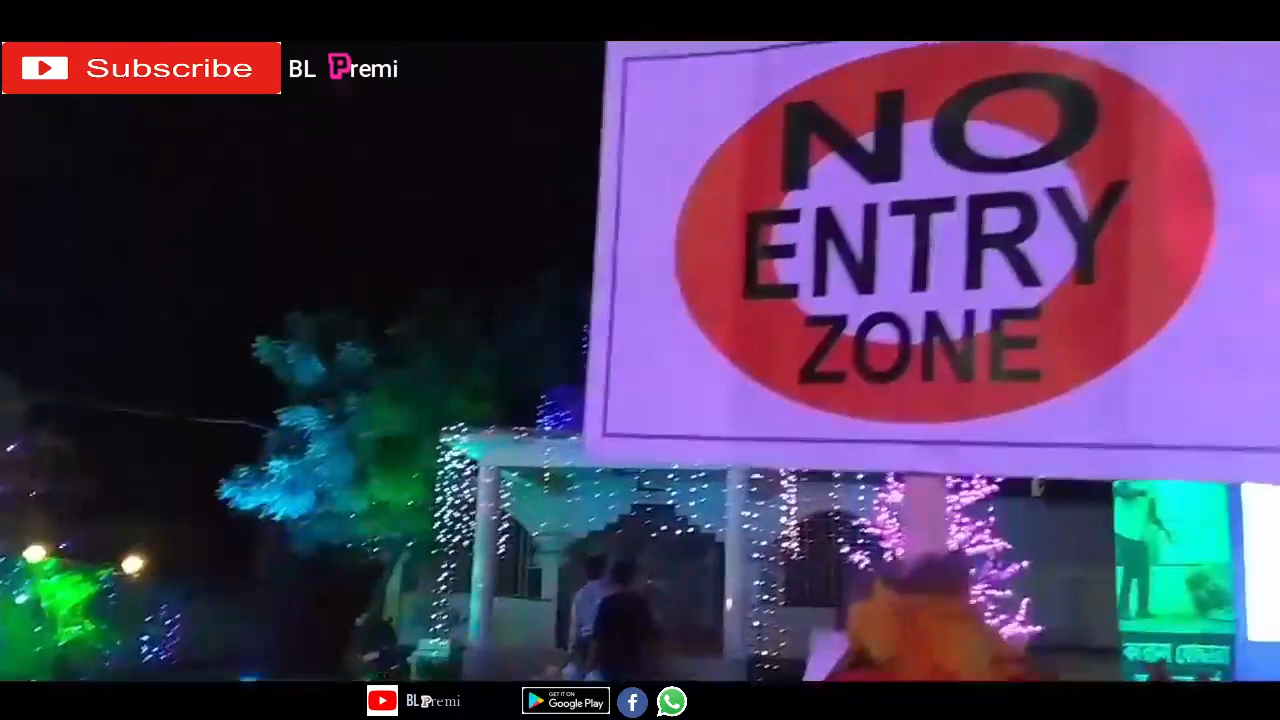 Subscribe BL Premi
NO
ENTRY
ZONE
BL Premi
GET IT ON
Google Play